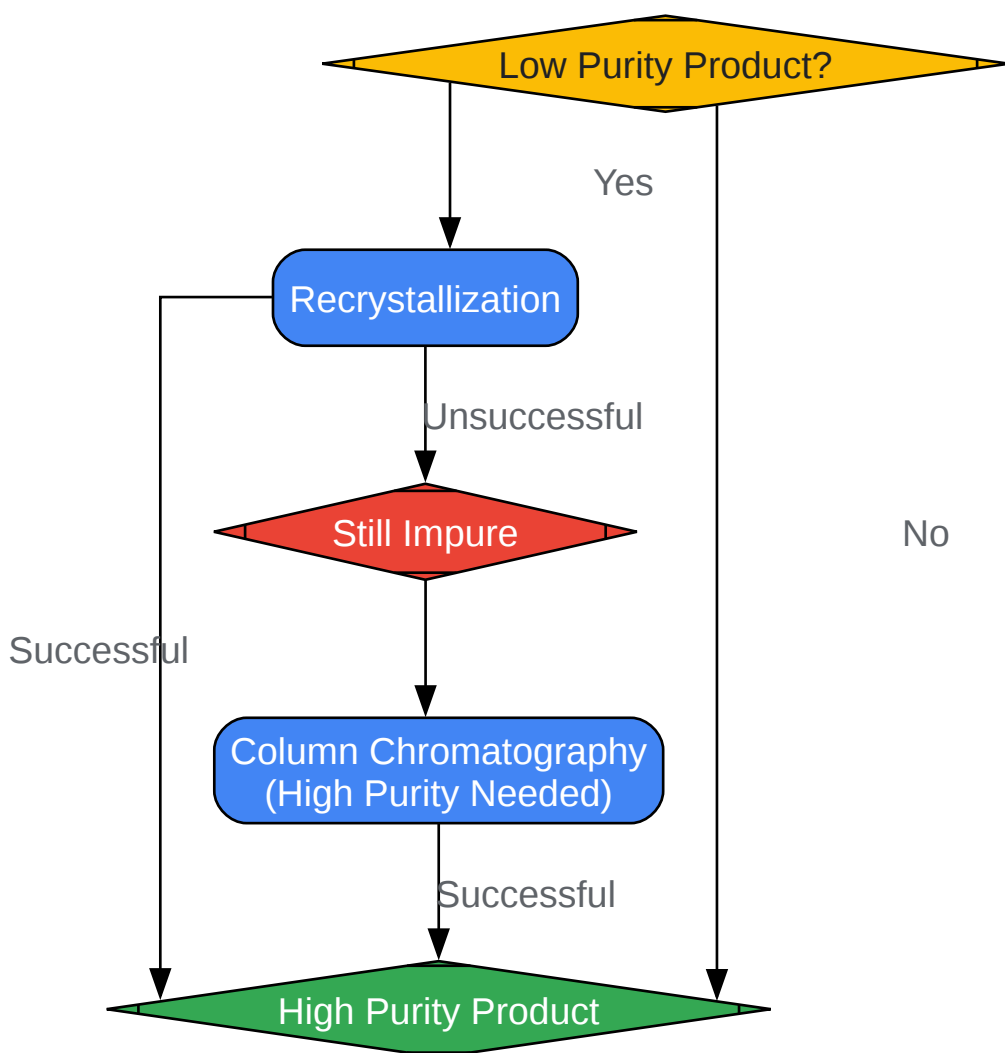 Low Purity Product?
Yes
Recrystallization
Unsuccessful
Still Impure
No
Successful
Column Chromatography
(High Purity Needed)
Successful
High Purity Product